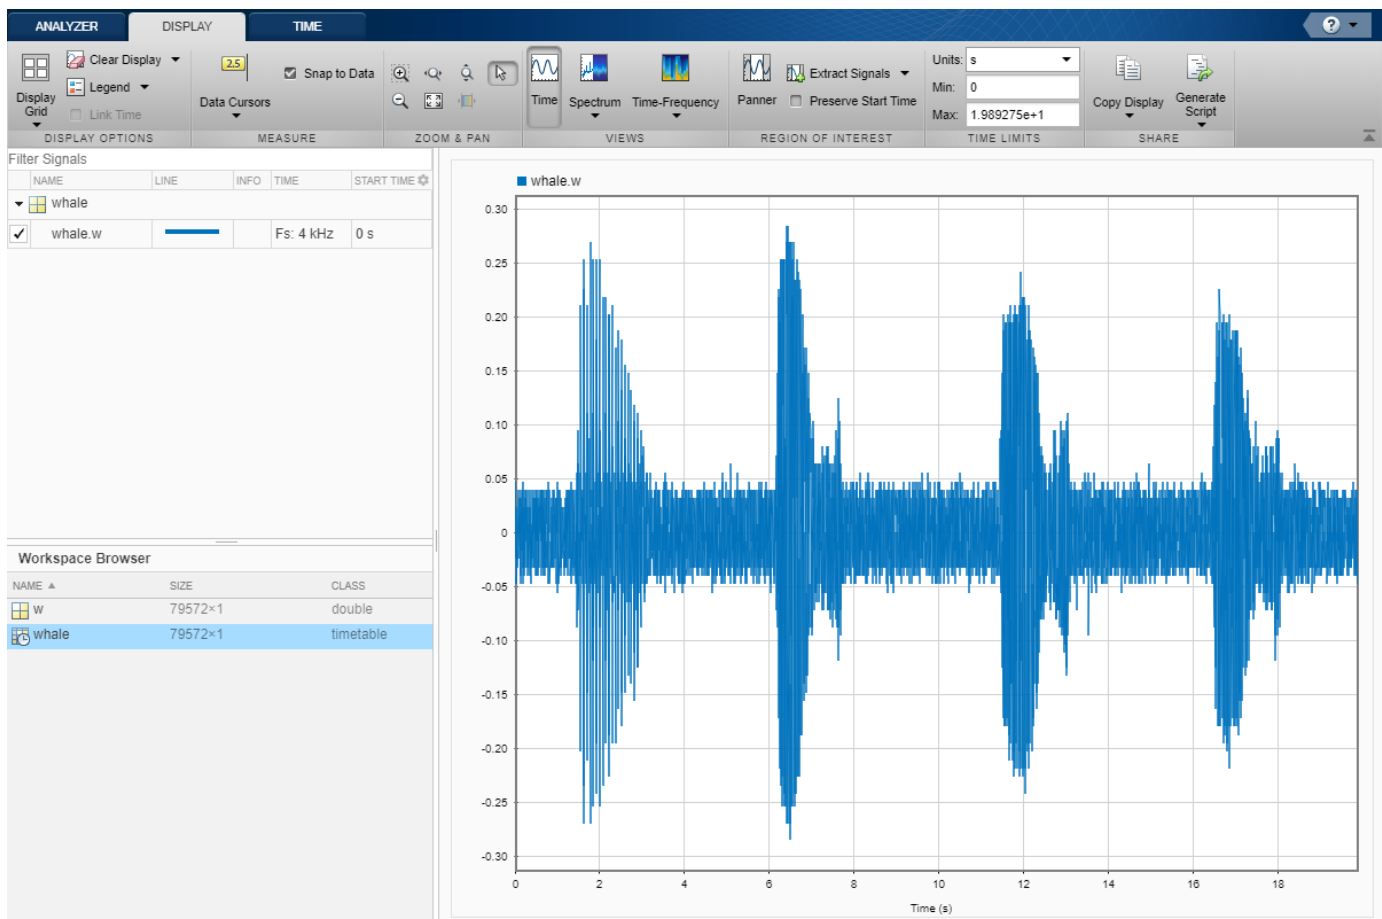 ANALYZER DISPLAY TIME ?
Clear Display 2.5 Snap to Data Extract Signals Units: s
Legend Min: 0
Display Grid Link Time Data Cursors Time Spectrum Time-Frequency Panner Preserve Start Time Max: 1.989275e+1 Copy Display Generate Script
DISPLAY OPTIONS MEASURE ZOOM & PAN VIEWS REGION OF INTEREST TIME LIMITS SHARE
Filter Signals
NAME LINE INFO TIME START TIME
whale
whale.w Fs: 4 kHz 0 s
Workspace Browser
NAME SIZE CLASS
w 79572×1 double
whale 79572×1 timetable
whale.w
0.30
0.25
0.20
0.15
0.10
0.05
0
-0.05
-0.10
-0.15
-0.20
-0.25
-0.30
0 2 4 6 8 10 12 14 16 18
Time (s)